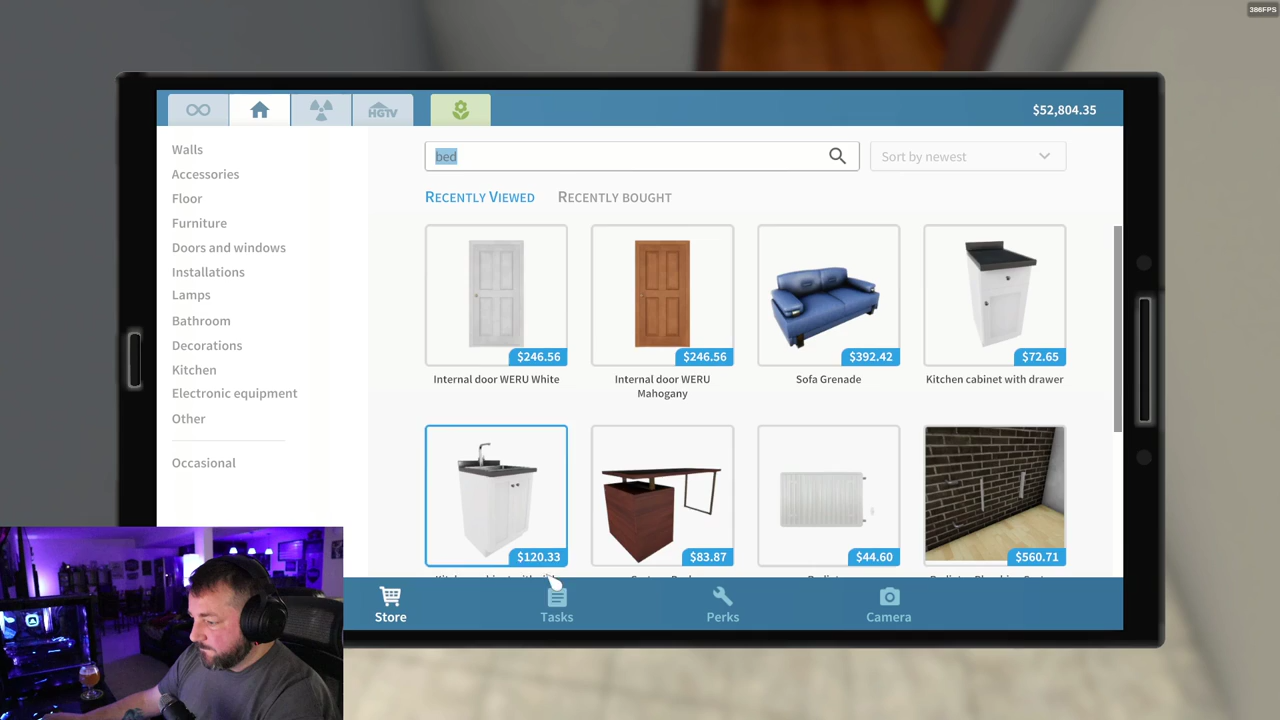 386FPS
HGTV
$52,804.35
Walls
Accessories
Floor
Furniture
Doors and windows
Installations
Lamps
Bathroom
Decorations
Kitchen
Electronic equipment
Other
Occasional
bed
Sort by newest
RECENTLY VIEWED
RECENTLY BOUGHT
$246.56
$246.56
$392.42
$72.65
Internal door WERU White
Internal door WERU
Mahogany
Sofa Grenade
Kitchen cabinet with drawer
$120.33
$83.87
$44.60
$560.71
Store
Tasks
Perks
Camera